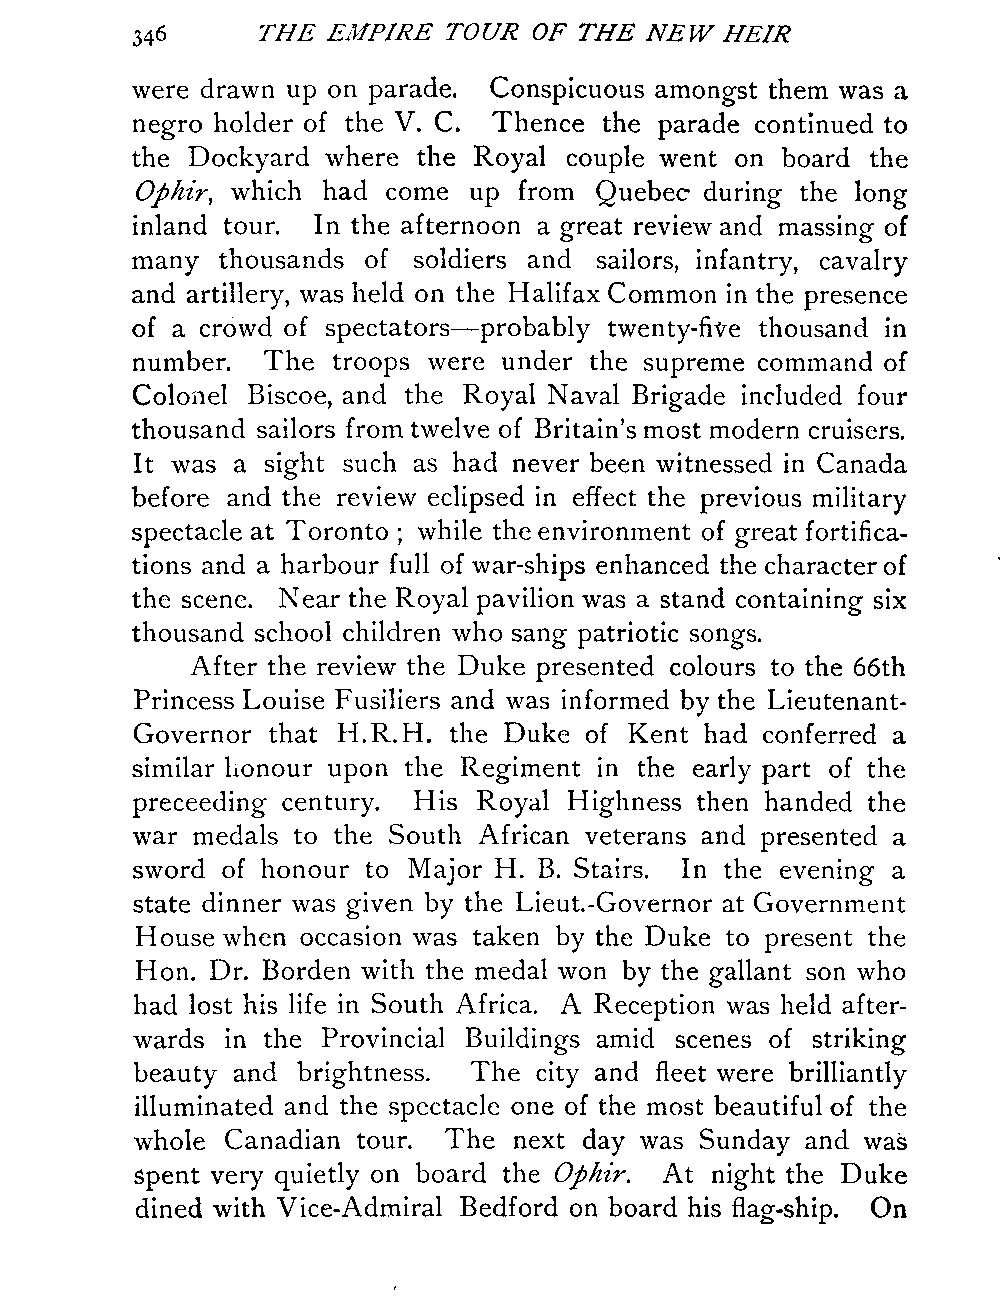 346 THE EMPIRE TOUR OF THE NEW HEIR
were drawn up on parade. Conspicuous amongst them was a
negro holder of the V. C. Thence the parade continued to
the Dockyard where the Royal couple went on board the
Ophir, which had come up from Quebec during the long
inland tour. In the afternoon a great review and massing of
many thousands of soldiers and sailors, infantry, cavalry
and artillery, was held on the Halifax Common in the presence
of a crowd of spectators—probably twenty-five thousand in
number. The troops were under the supreme command of
Colonel Biscoe, and the Royal Naval Brigade included four
thousand sailors from twelve of Britain's most modern cruisers.
It was a sight such as had never been witnessed in Canada
before and the review eclipsed in effect the previous military
spectacle at Toronto ; while the environment of great fortifica-
tions and a harbour full of war-ships enhanced the character of
the scene. Near the Royal pavilion was a stand containing six
thousand school children who sang patriotic songs.
After the review the Duke presented colours to the 66th
Princess Louise Fusiliers and was informed by the Lieutenant-
Governor that H.R.H. the Duke of Kent had conferred a
similar honour upon the Regiment in the early part of the
preceeding century. His Royal Highness then handed the
war medals to the South African veterans and presented a
sword of honour to Major H. B. Stairs. In the evening a
state dinner was given by the Lieut.-Governor at Government
House when occasion was taken by the Duke to present the
Hon. Dr. Borden with the medal won by the gallant son who
had lost his life in South Africa. A Reception was held after-
wards in the Provincial Buildings amid scenes of striking
beauty and brightness. The city and fleet were brilliantly
illuminated and the spectacle one of the most beautiful of the
whole Canadian tour. The next day was Sunday and was
spent very quietly on board the Ophir. At night the Duke
dined with Vice-Admiral Bedford on board his flag-ship. On